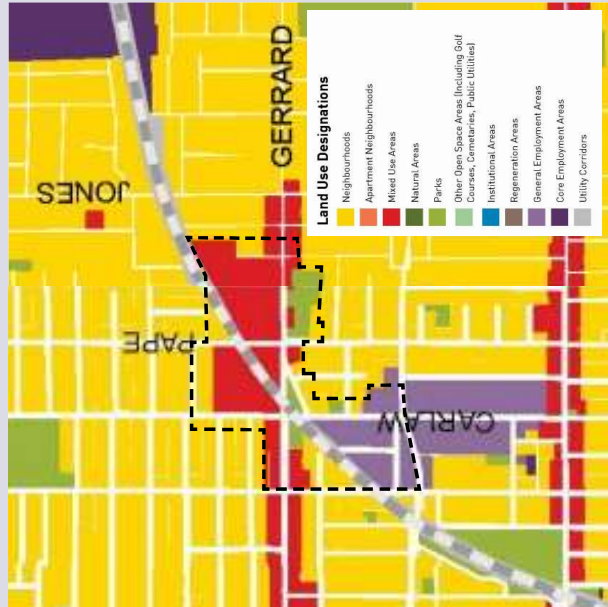 JONES
GERRARD
PAPE
CARLAW
Land Use Designations
Neighbourhoods
Apartment Neighbourhoods
Mixed Use Areas
Natural Areas
Parks
Other Open Space Areas (Including Golf
Courses, Cemetaries, Public Utilities)
Institutional Areas
Regeneration Areas
General Employment Areas
Core Employment Areas
Utility Corridors